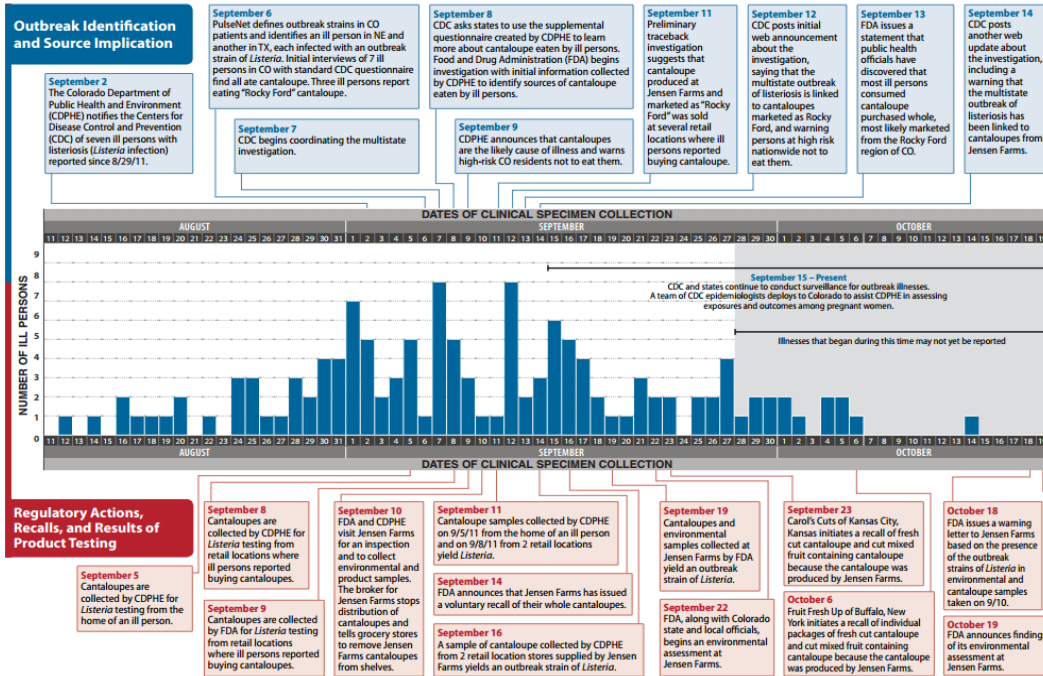 Outbreak Identification
and Source Implication
September 2
The Colorado Department of
Public Health and Environment
(CDPHE) notifies the Centers for
Disease Control and Prevention
(CDC) of seven ill persons with
listeriosis (Listeria infection)
reported since 8/29/11.
September 6
PulseNet defines outbreak strains in CO
patients and identifies an ill person in NE and
another in TX, each infected with an outbreak
strain of Listeria. Initial interviews of 7 ill
persons in CO with standard CDC questionnaire
find all ate cantaloupe. Three ill persons report
eating "Rocky Ford" cantaloupe.
September 7
CDC begins coordinating the multistate
investigation.
September 8
CDC asks states to use the supplemental
questionnaire created by CDPHE to learn
more about cantaloupe eaten by ill persons.
Food and Drug Administration (FDA) begins
investigation with initial information collected
by CDPHE to identify sources of cantaloupe
eaten by ill persons.
September 9
CDPHE announces that cantaloupes
are the likely cause of illness and warns
high-risk CO residents not to eat them.
September 11
Preliminary
traceback
investigation
suggests that
cantaloupe
produced at
Jensen Farms and
marketed as "Rocky
Ford" was sold
at several retail
locations where ill
persons reported
buying cantaloupe.
September 12
CDC posts initial
web announcement
about the
investigation,
saying that the
multistate outbreak
of listeriosis is linked
to cantaloupes
marketed as Rocky
Ford, and warning
persons at high risk
nationwide not to
eat them.
September 13
FDA issues a
statement that
public health
officials have
discovered that
most ill persons
consumed
cantaloupe
purchased whole,
most likely marketed
from the Rocky Ford
region of CO.
September 14
CDC posts
another web
update about
the investigation,
including a
warning that
the multistate
outbreak of
listeriosis has
been linked to
cantaloupes from
Jensen Farms.
DATES OF CLINICAL SPECIMEN COLLECTION
AUGUST SEPTEMBER OCTOBER
11 12 13 14 15 16 17 18 19 20 21 22 23 24 25 26 27 28 29 30 31 1 2 3 4 5 6 7 8 9 10 11 12 13 14 15 16 17 18 19 20 21 22 23 24 25 26 27 28 29 30 1 2 3 4 5 6 7 8 9 10 11 12 13 14 15 16 17 18 19
NUMBER OF ILL PERSONS
9
8
7
6
5
4
3
2
1
0
September 15 – Present
CDC and states continue to conduct surveillance for outbreak illnesses.
A team of CDC epidemiologists deploys to Colorado to assist CDPHE in assessing
exposures and outcomes among pregnant women.
Illnesses that began during this time may not yet be reported
11 12 13 14 15 16 17 18 19 20 21 22 23 24 25 26 27 28 29 30 31 1 2 3 4 5 6 7 8 9 10 11 12 13 14 15 16 17 18 19 20 21 22 23 24 25 26 27 28 29 30 1 2 3 4 5 6 7 8 9 10 11 12 13 14 15 16 17 18 19
AUGUST SEPTEMBER OCTOBER
DATES OF CLINICAL SPECIMEN COLLECTION
Regulatory Actions,
Recalls, and Results of
Product Testing
September 5
Cantaloupes are
collected by CDPHE for
Listeria testing from the
home of an ill person.
September 8
Cantaloupes are
collected by CDPHE for
Listeria testing from
retail locations where
ill persons reported
buying cantaloupes.
September 9
Cantaloupes are collected
by FDA for Listeria testing
from retail locations
where ill persons reported
buying cantaloupes.
September 10
FDA and CDPHE
visit Jensen Farms
for an inspection
and to collect
environmental and
product samples.
The broker for
Jensen Farms stops
distribution of
cantaloupes and
tells grocery stores
to remove Jensen
Farms cantaloupes
from shelves.
September 11
Cantaloupe samples collected by CDPHE
on 9/5/11 from the home of an ill person
and on 9/8/11 from 2 retail locations
yield Listeria.
September 14
FDA announces that Jensen Farms has issued
a voluntary recall of their whole cantaloupes.
September 16
A sample of cantaloupe collected by CDPHE
from 2 retail location stores supplied by Jensen
Farms yields an outbreak strain of Listeria.
September 19
Cantaloupes and
environmental
samples collected at
Jensen Farms by FDA
yield an outbreak
strain of Listeria.
September 22
FDA, along with Colorado
state and local officials,
begins an environmental
assessment at
Jensen Farms.
September 23
Carol's Cuts of Kansas City,
Kansas initiates a recall of fresh
cut cantaloupe and cut mixed
fruit containing cantaloupe
because the cantaloupe was
produced by Jensen Farms.
October 6
Fruit Fresh Up of Buffalo, New
York initiates a recall of individual
packages of fresh cut cantaloupe
and cut mixed fruit containing
cantaloupe because the cantaloupe
was produced by Jensen Farms.
October 18
FDA issues a warning
letter to Jensen Farms
based on the presence
of the outbreak
strains of Listeria in
environmental and
cantaloupe samples
taken on 9/10.
October 19
FDA announces finding
of its environmental
assessment at
Jensen Farms.